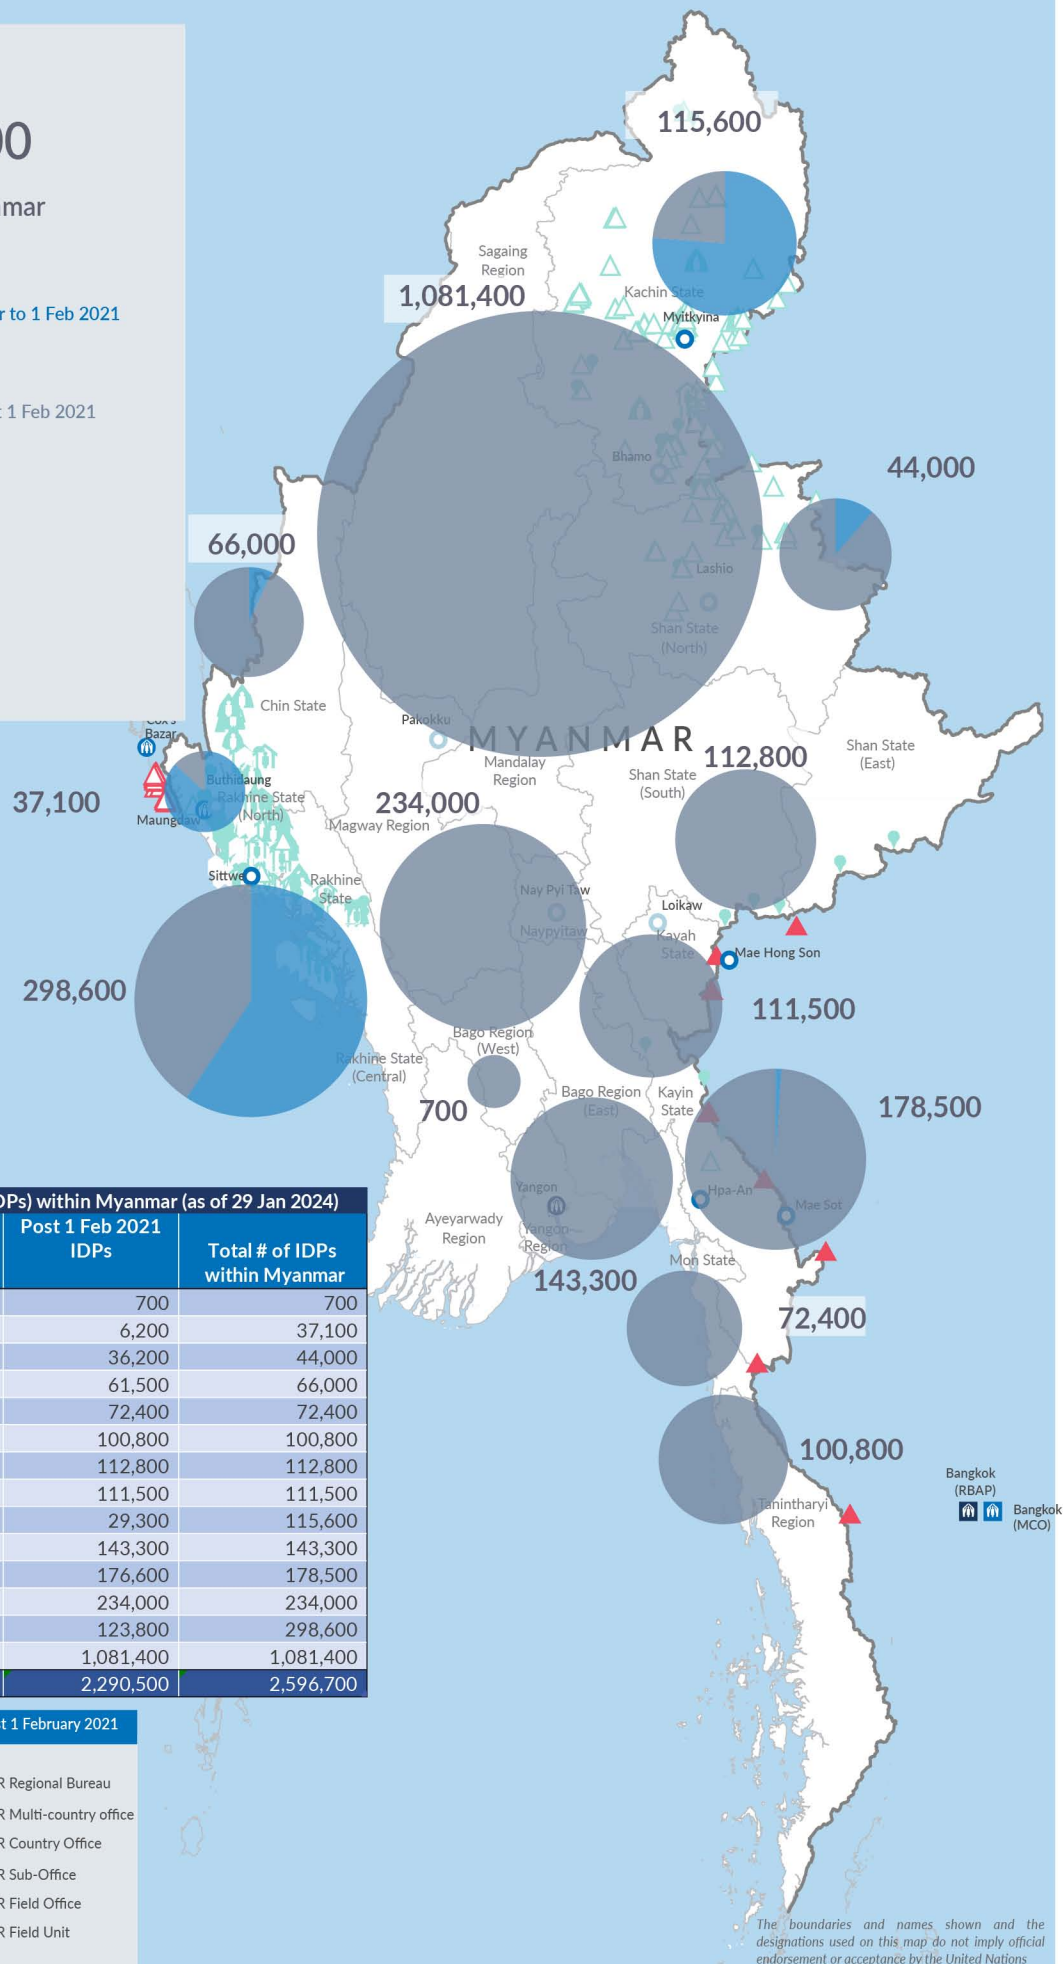 00
mar
r to 1 Feb 2021
1 Feb 2021
115,600
Sagaing
Region
1,081,400
Kachin State
Myitkyina
Bhamo
44,000
66,000
Lashio
Shan State
(North)
Chin State
Cox's
Bazar
Pakokku
MYANMAR
Mandalay
Region
112,800
Shan State
(East)
Shan State
(South)
37,100
Buthidaung
Rakhine State
(North)
Maungdaw
234,000
Magway Region
Sittwe
Rakhine
State
Nay Pyi Taw
Naypyitaw
Loikaw
Kayah
State
Mae Hong Son
298,600
111,500
Bago Region
(West)
Rakhine State
(Central)
700
Bago Region
(East)
Kayin
State
178,500
Yangon
Yangon
Region
Hpa-An
Mae Sot
Ayeyarwady
Region
Mon State
143,300
72,400
100,800
Tanintharyi
Region
Bangkok
(RBAP)
Bangkok
(MCO)
DPs) within Myanmar (as of 29 Jan 2024)
Post 1 Feb 2021
IDPs
Total # of IDPs
within Myanmar
700 700
6,200 37,100
36,200 44,000
61,500 66,000
72,400 72,400
100,800 100,800
112,800 112,800
111,500 111,500
29,300 115,600
143,300 143,300
176,600 178,500
234,000 234,000
123,800 298,600
1,081,400 1,081,400
2,290,500 2,596,700
st 1 February 2021
R Regional Bureau
R Multi-country office
R Country Office
R Sub-Office
R Field Office
R Field Unit
The boundaries and names shown and the
designations used on this map do not imply official
endorsement or acceptance by the United Nations